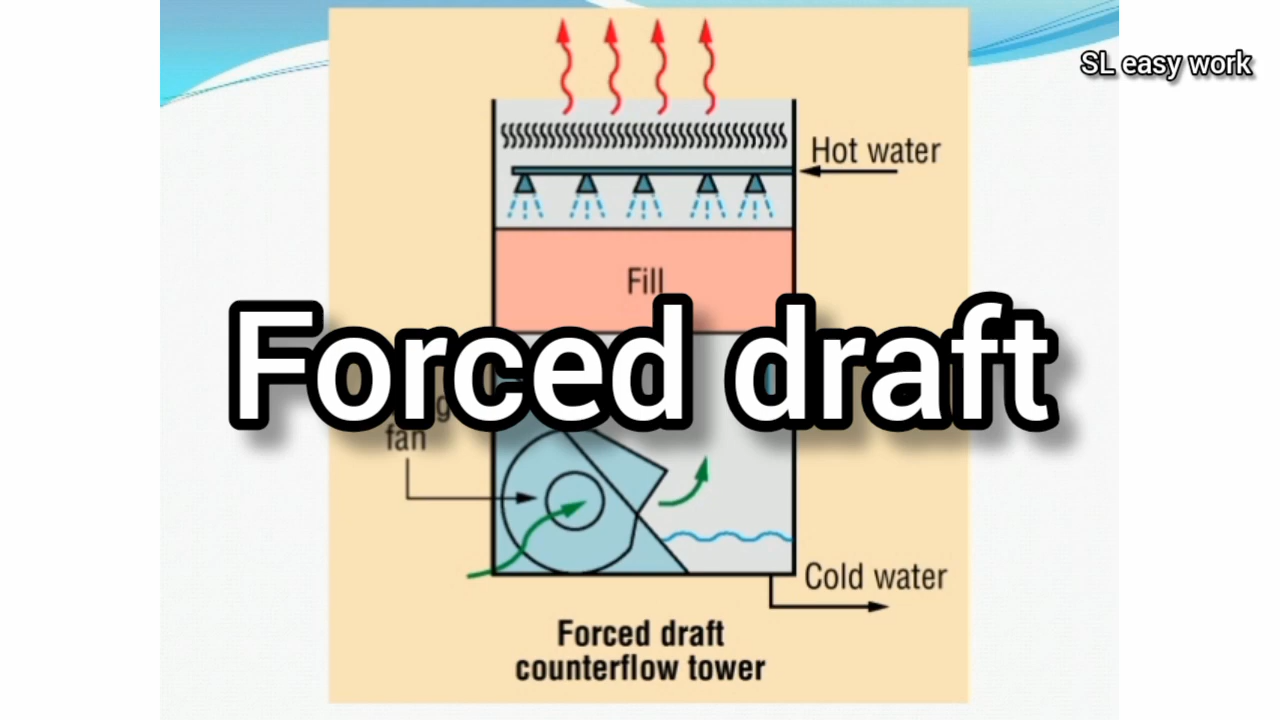 SL easy work
Hot water
Fill
Forced draft
fan
Cold water
Forced draft
counterflow tower